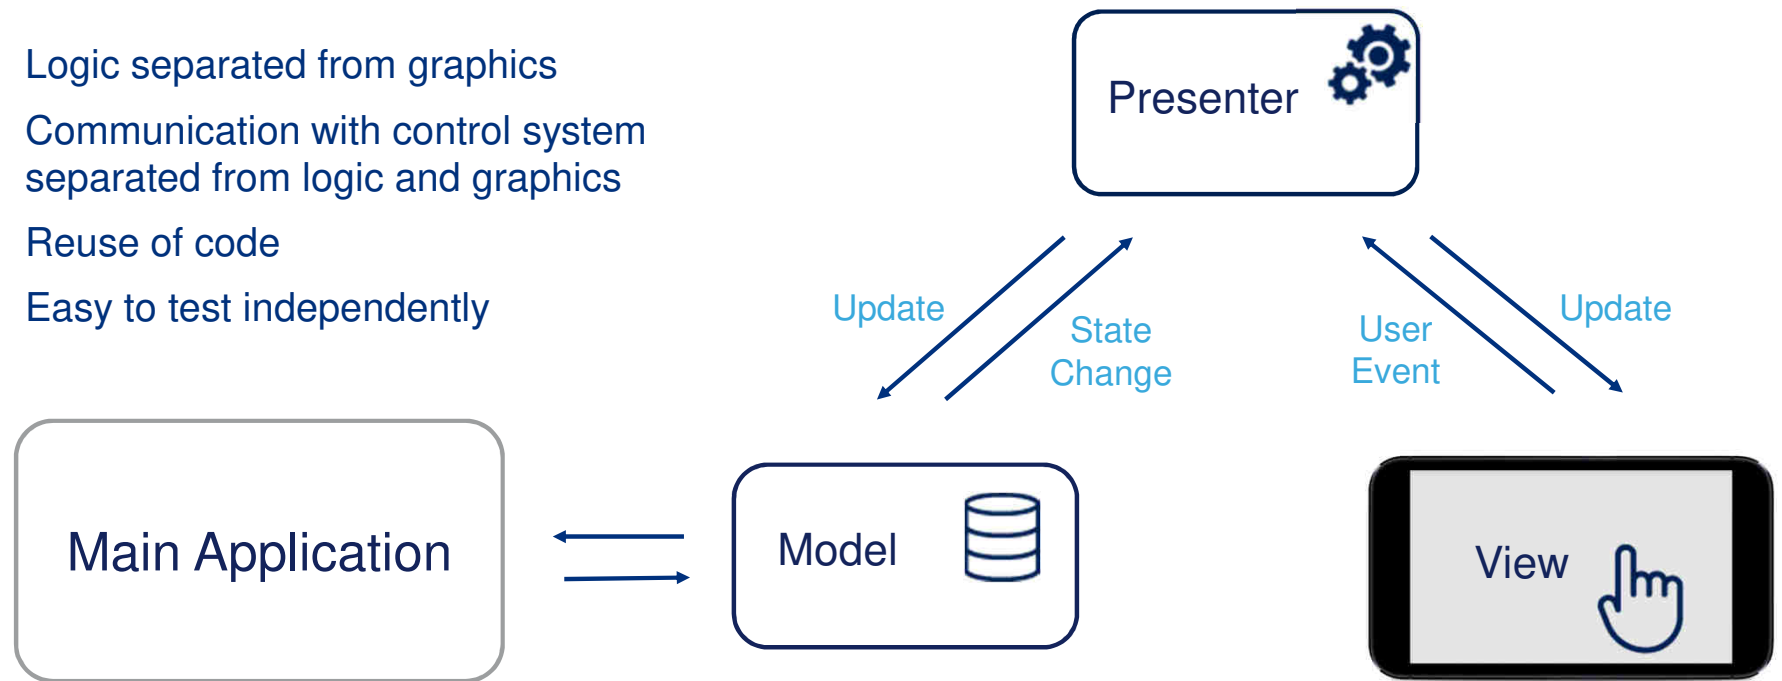 Logic separated from graphics
Communication with control system
separated from logic and graphics
Reuse of code
Easy to test independently
Presenter
Update
State
Change
User
Event
Update
Main Application
Model
View